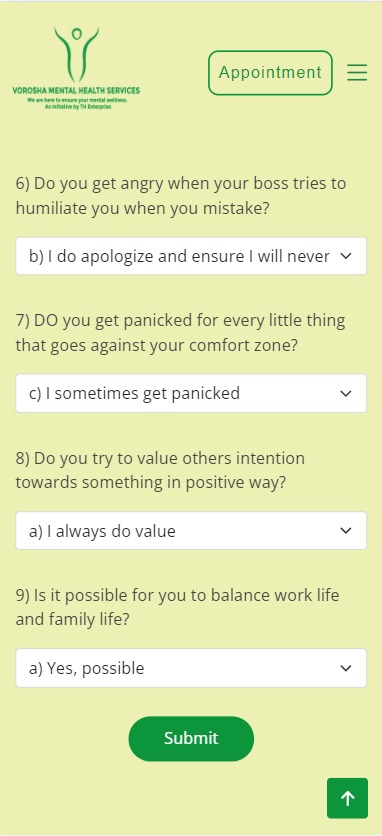 VOROSHA MENTAL HEALTH SERVICES
We are here to ensure your mental wellness.
An initiative by TH Enterprise.
Appointment
6) Do you get angry when your boss tries to
humiliate you when you mistake?
b) I do apologize and ensure I will never
7) DO you get panicked for every little thing
that goes against your comfort zone?
c) I sometimes get panicked
8) Do you try to value others intention
towards something in positive way?
a) I always do value
9) Is it possible for you to balance work life
and family life?
a) Yes, possible
Submit